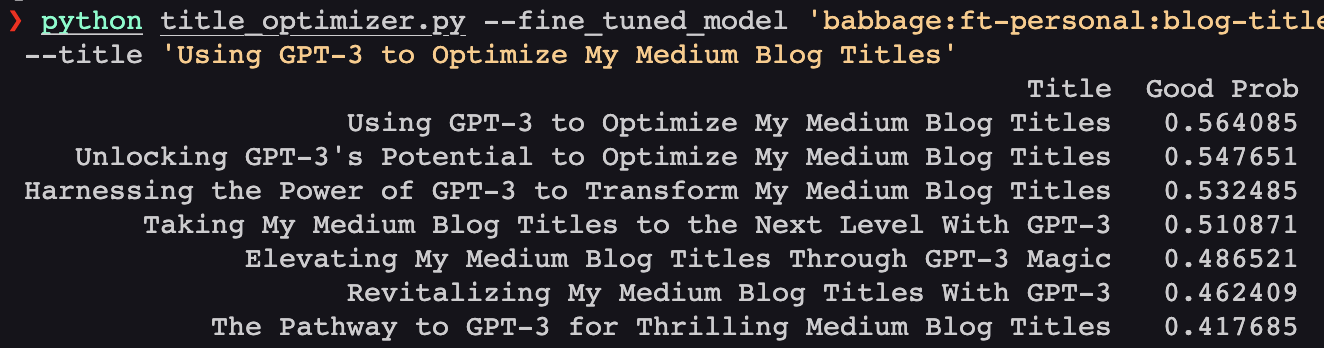 ❯ python title_optimizer.py --fine_tuned_model 'babbage:ft-personal:blog-title
--title 'Using GPT-3 to Optimize My Medium Blog Titles'
Title Good Prob
Using GPT-3 to Optimize My Medium Blog Titles 0.564085
Unlocking GPT-3's Potential to Optimize My Medium Blog Titles 0.547651
Harnessing the Power of GPT-3 to Transform My Medium Blog Titles 0.532485
Taking My Medium Blog Titles to the Next Level With GPT-3 0.510871
Elevating My Medium Blog Titles Through GPT-3 Magic 0.486521
Revitalizing My Medium Blog Titles With GPT-3 0.462409
The Pathway to GPT-3 for Thrilling Medium Blog Titles 0.417685